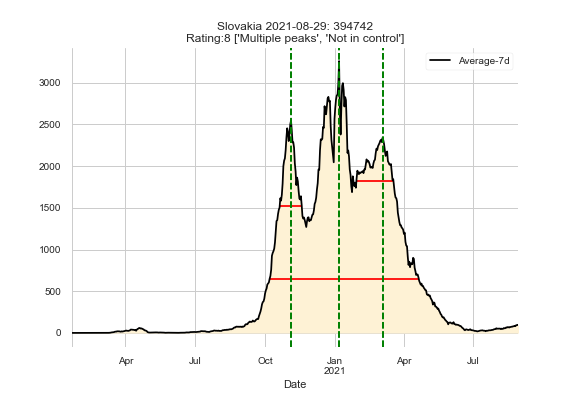 Slovakia 2021-08-29: 394742
Rating:8 ['Multiple peaks', 'Not in control']
Average-7d
3000
2500
2000
1500
1000
500
0
Apr
Jul
Oct
Jan
2021
Apr
Jul
Date